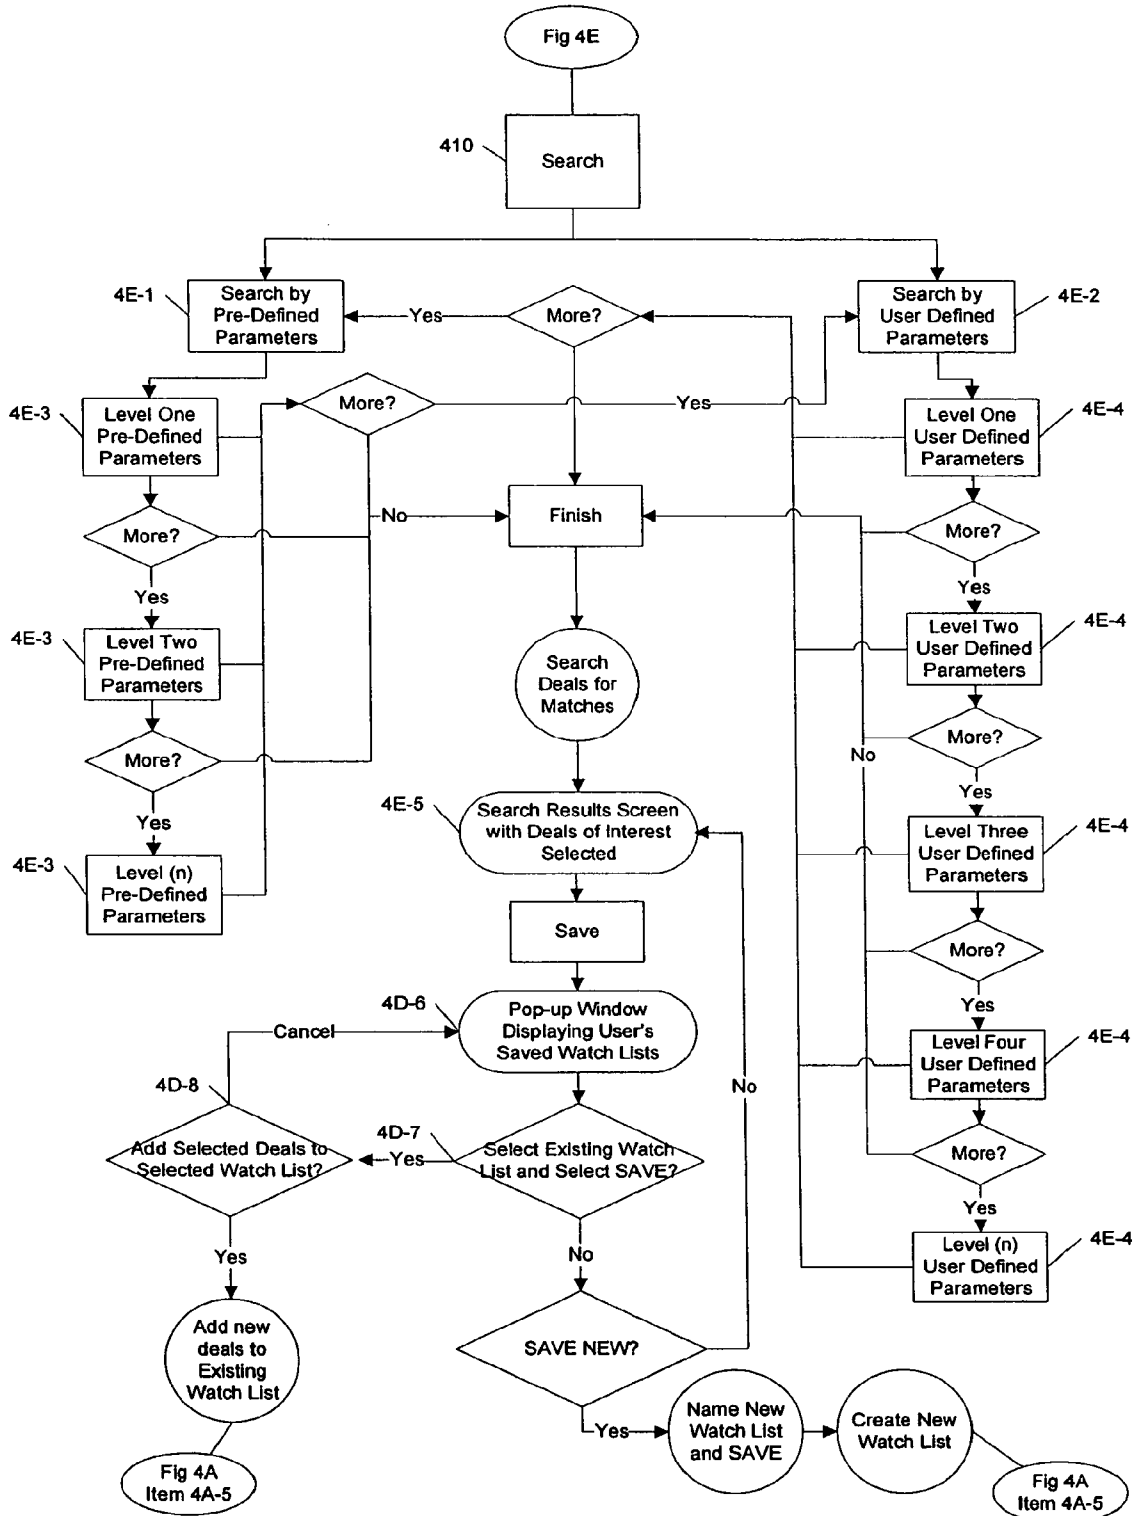 Fig 4E
410
Search
4E-1
Search by
Pre-Defined
Parameters
Yes
More?
Search by
User Defined
Parameters
4E-2
4E-3
Level One
Pre-Defined
Parameters
More?
Yes
Level One
User Defined
Parameters
4E-4
More?
No
Finish
More?
Yes
Yes
4E-3
Level Two
Pre-Defined
Parameters
Search
Deals for
Matches
Level Two
User Defined
Parameters
4E-4
More?
No
More?
Yes
Yes
4E-5
Search Results Screen
with Deals of Interest
Selected
Level Three
User Defined
Parameters
4E-4
4E-3
Level (n)
Pre-Defined
Parameters
Save
More?
Yes
4D-6
Pop-up Window
Displaying User's
Saved Watch Lists
Cancel
Level Four
User Defined
Parameters
4E-4
No
4D-8
Add Selected Deals to
Selected Watch List?
Yes
4D-7
Select Existing Watch
List and Select SAVE?
More?
Yes
Yes
No
Level (n)
User Defined
Parameters
4E-4
Add new
deals to
Existing
Watch List
SAVE NEW?
Yes
Name New
Watch List
and SAVE
Create New
Watch List
Fig 4A
Item 4A-5
Fig 4A
Item 4A-5